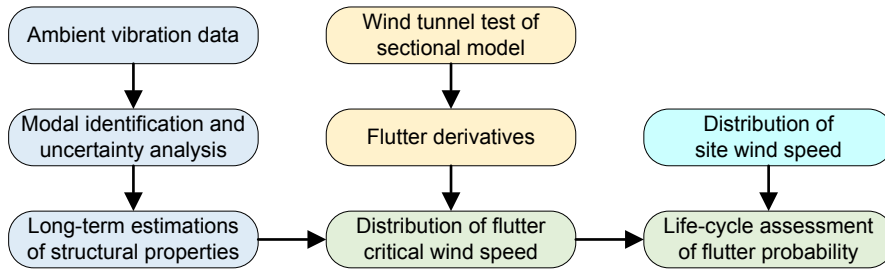 Ambient vibration data
Modal identification and
uncertainty analysis
Long-term estimations
of structural properties
Wind tunnel test of
sectional model
Flutter derivatives
Distribution of flutter
critical wind speed
Distribution of
site wind speed
Life-cycle assessment
of flutter probability